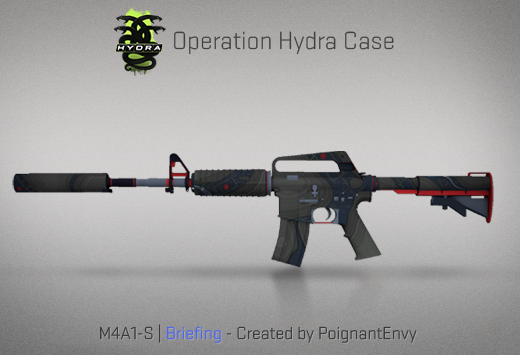 HYDRA
Operation Hydra Case
M4A1-S | Briefing - Created by PoignantEnvy